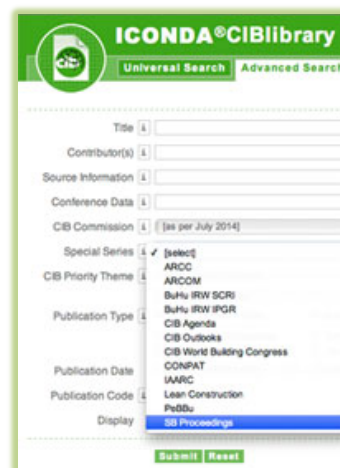 ICONDA®CIBlibrary
CIB
Universal Search Advanced Search
Title i
Contributor(s) i
Source Information i
Conference Data i
CIB Commission i [as per July 2014]
Special Series i ✓ [select]
ARCC
ARCOM
CIB Priority Theme i
BuHu IRW SCRI
BuHu IRW IPGR
Publication Type i
CIB Agenda
CIB Outlooks
CIB World Building Congress
CONPAT
Publication Date
IAARC
Publication Code i
Lean Construction
PeBBu
Display
SB Proceedings
Submit Reset